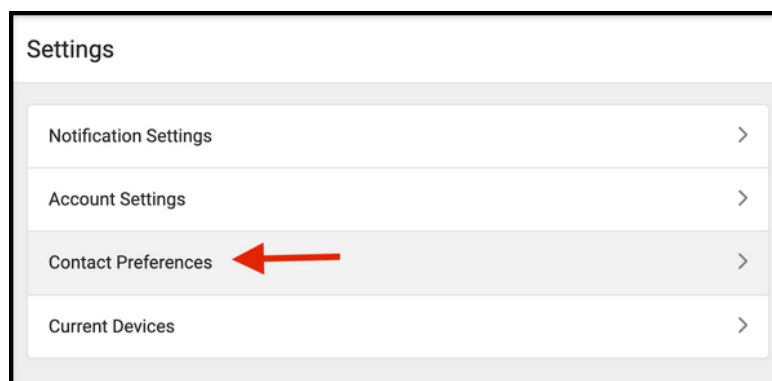 Settings
Notification Settings
Account Settings
Contact Preferences
Current Devices